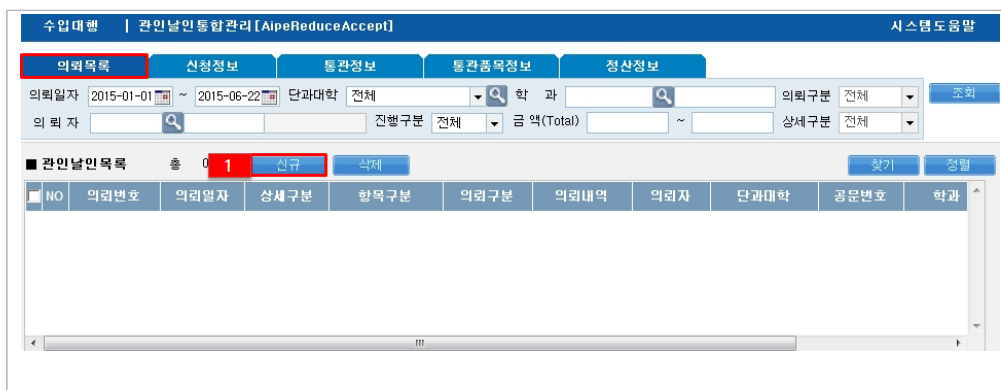 수입대행 | 관인날인통합관리[AipeReduceAccept] 시스템도움말
의뢰목록 신청정보 통관정보 통관품목정보 정산정보
의뢰일자 2015-01-01 ~ 2015-06-22 단과대학 전체 학 과 의뢰구분 전체 조회
의 뢰 자 진행구분 전체 금 액(Total) ~ 상세구분 전체
■ 관인날인목록 총 0 1 신규 삭제 찾기 정렬
NO 의뢰번호 의뢰일자 상세구분 항목구분 의뢰구분 의뢰내역 의뢰자 단과대학 공문번호 학과